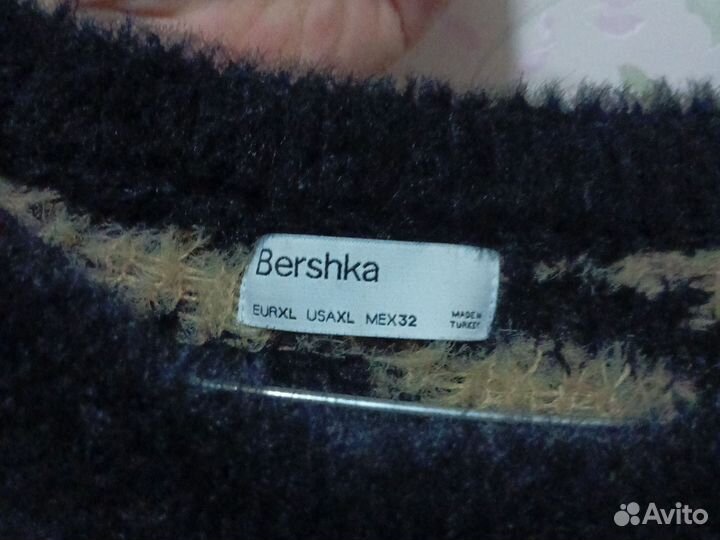 Bershka
EURXL USAXL MEX32
MADE IN
TURKEY
Avito